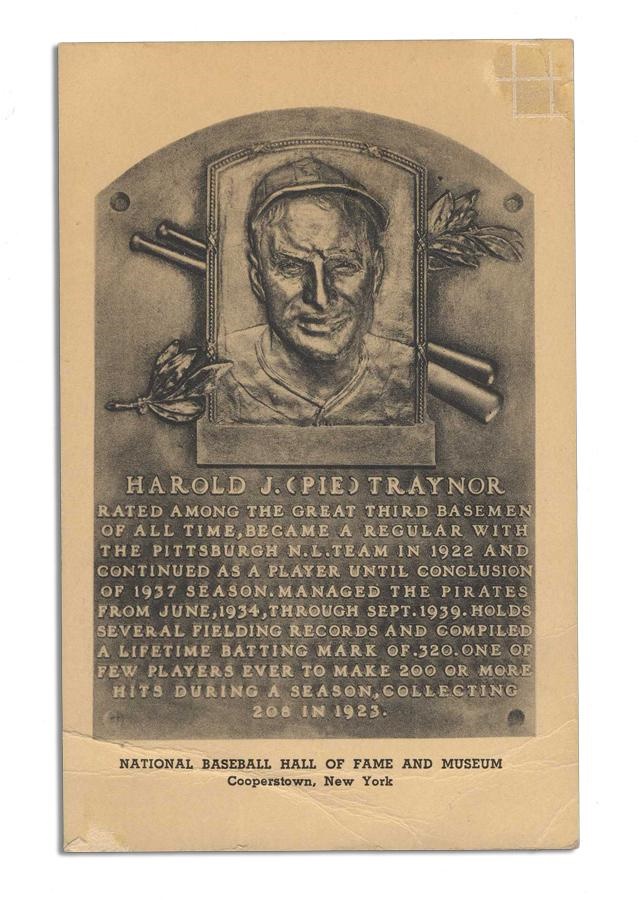 HAROLD J. (PIE) TRAYNOR
RATED AMONG THE GREAT THIRD BASEMEN
OF ALL TIME, BECAME A REGULAR WITH
THE PITTSBURGH N.L. TEAM IN 1922 AND
CONTINUED AS A PLAYER UNTIL CONCLUSION
OF 1937 SEASON. MANAGED THE PIRATES
FROM JUNE, 1934, THROUGH SEPT. 1939. HOLDS
SEVERAL FIELDING RECORDS AND COMPILED
A LIFETIME BATTING MARK OF .320. ONE OF
FEW PLAYERS EVER TO MAKE 200 OR MORE
HITS DURING A SEASON, COLLECTING
208 IN 1923.
NATIONAL BASEBALL HALL OF FAME AND MUSEUM
Cooperstown, New York